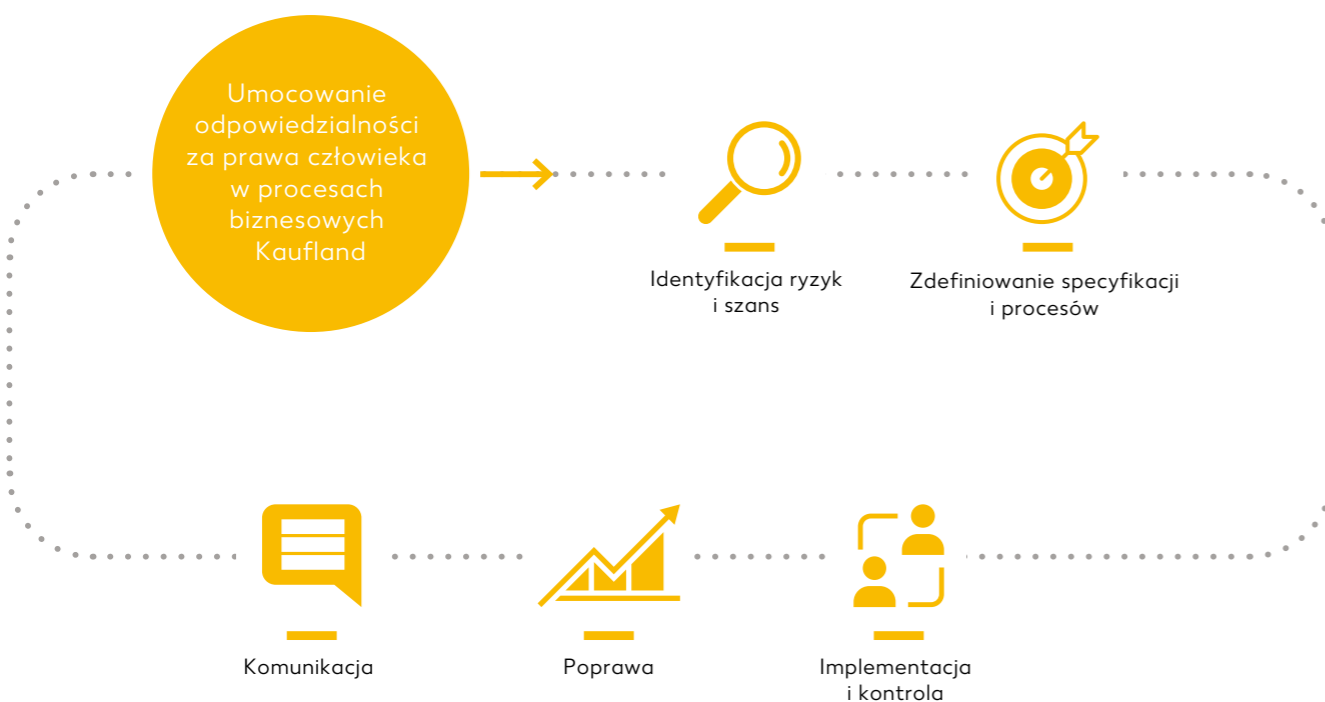 Umocowanie
odpowiedzialności
za prawa człowieka
w procesach
biznesowych
Kaufland
Identyfikacja ryzyk
i szans
Zdefiniowanie specyfikacji
i procesów
Komunikacja
Poprawa
Implementacja
i kontrola